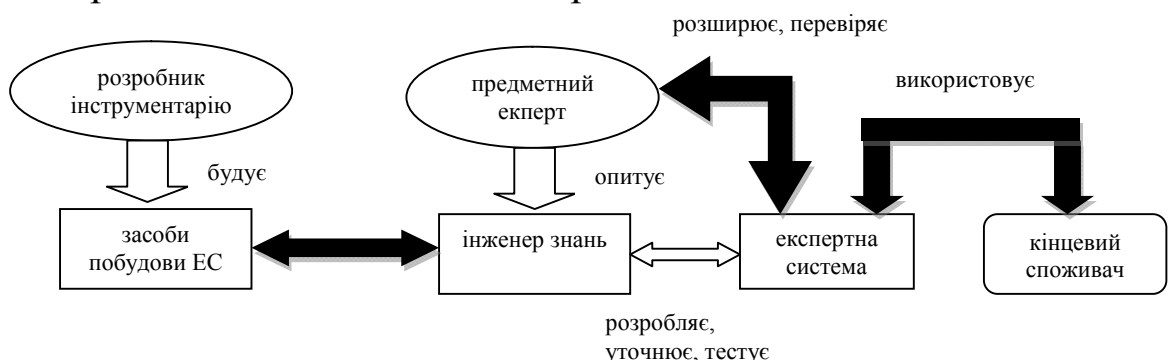 розширює, перевіряє
розробник
інструментарію
предметний
екперт
використовує
будує
опитує
засоби
побудови ЕС
інженер знань
експертна
система
кінцевий
споживач
розробляє,
уточнює, тестує